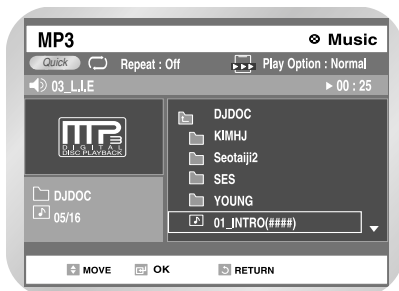 MP3
Music
Quick Repeat : Off Play Option : Normal
03_L.I.E 00 : 25
MP3
DIGITAL
DISC PLAYBACK
DJDOC
05/16
DJDOC
KIMHJ
Seotaiji2
SES
YOUNG
01_INTRO(####)
MOVE OK RETURN